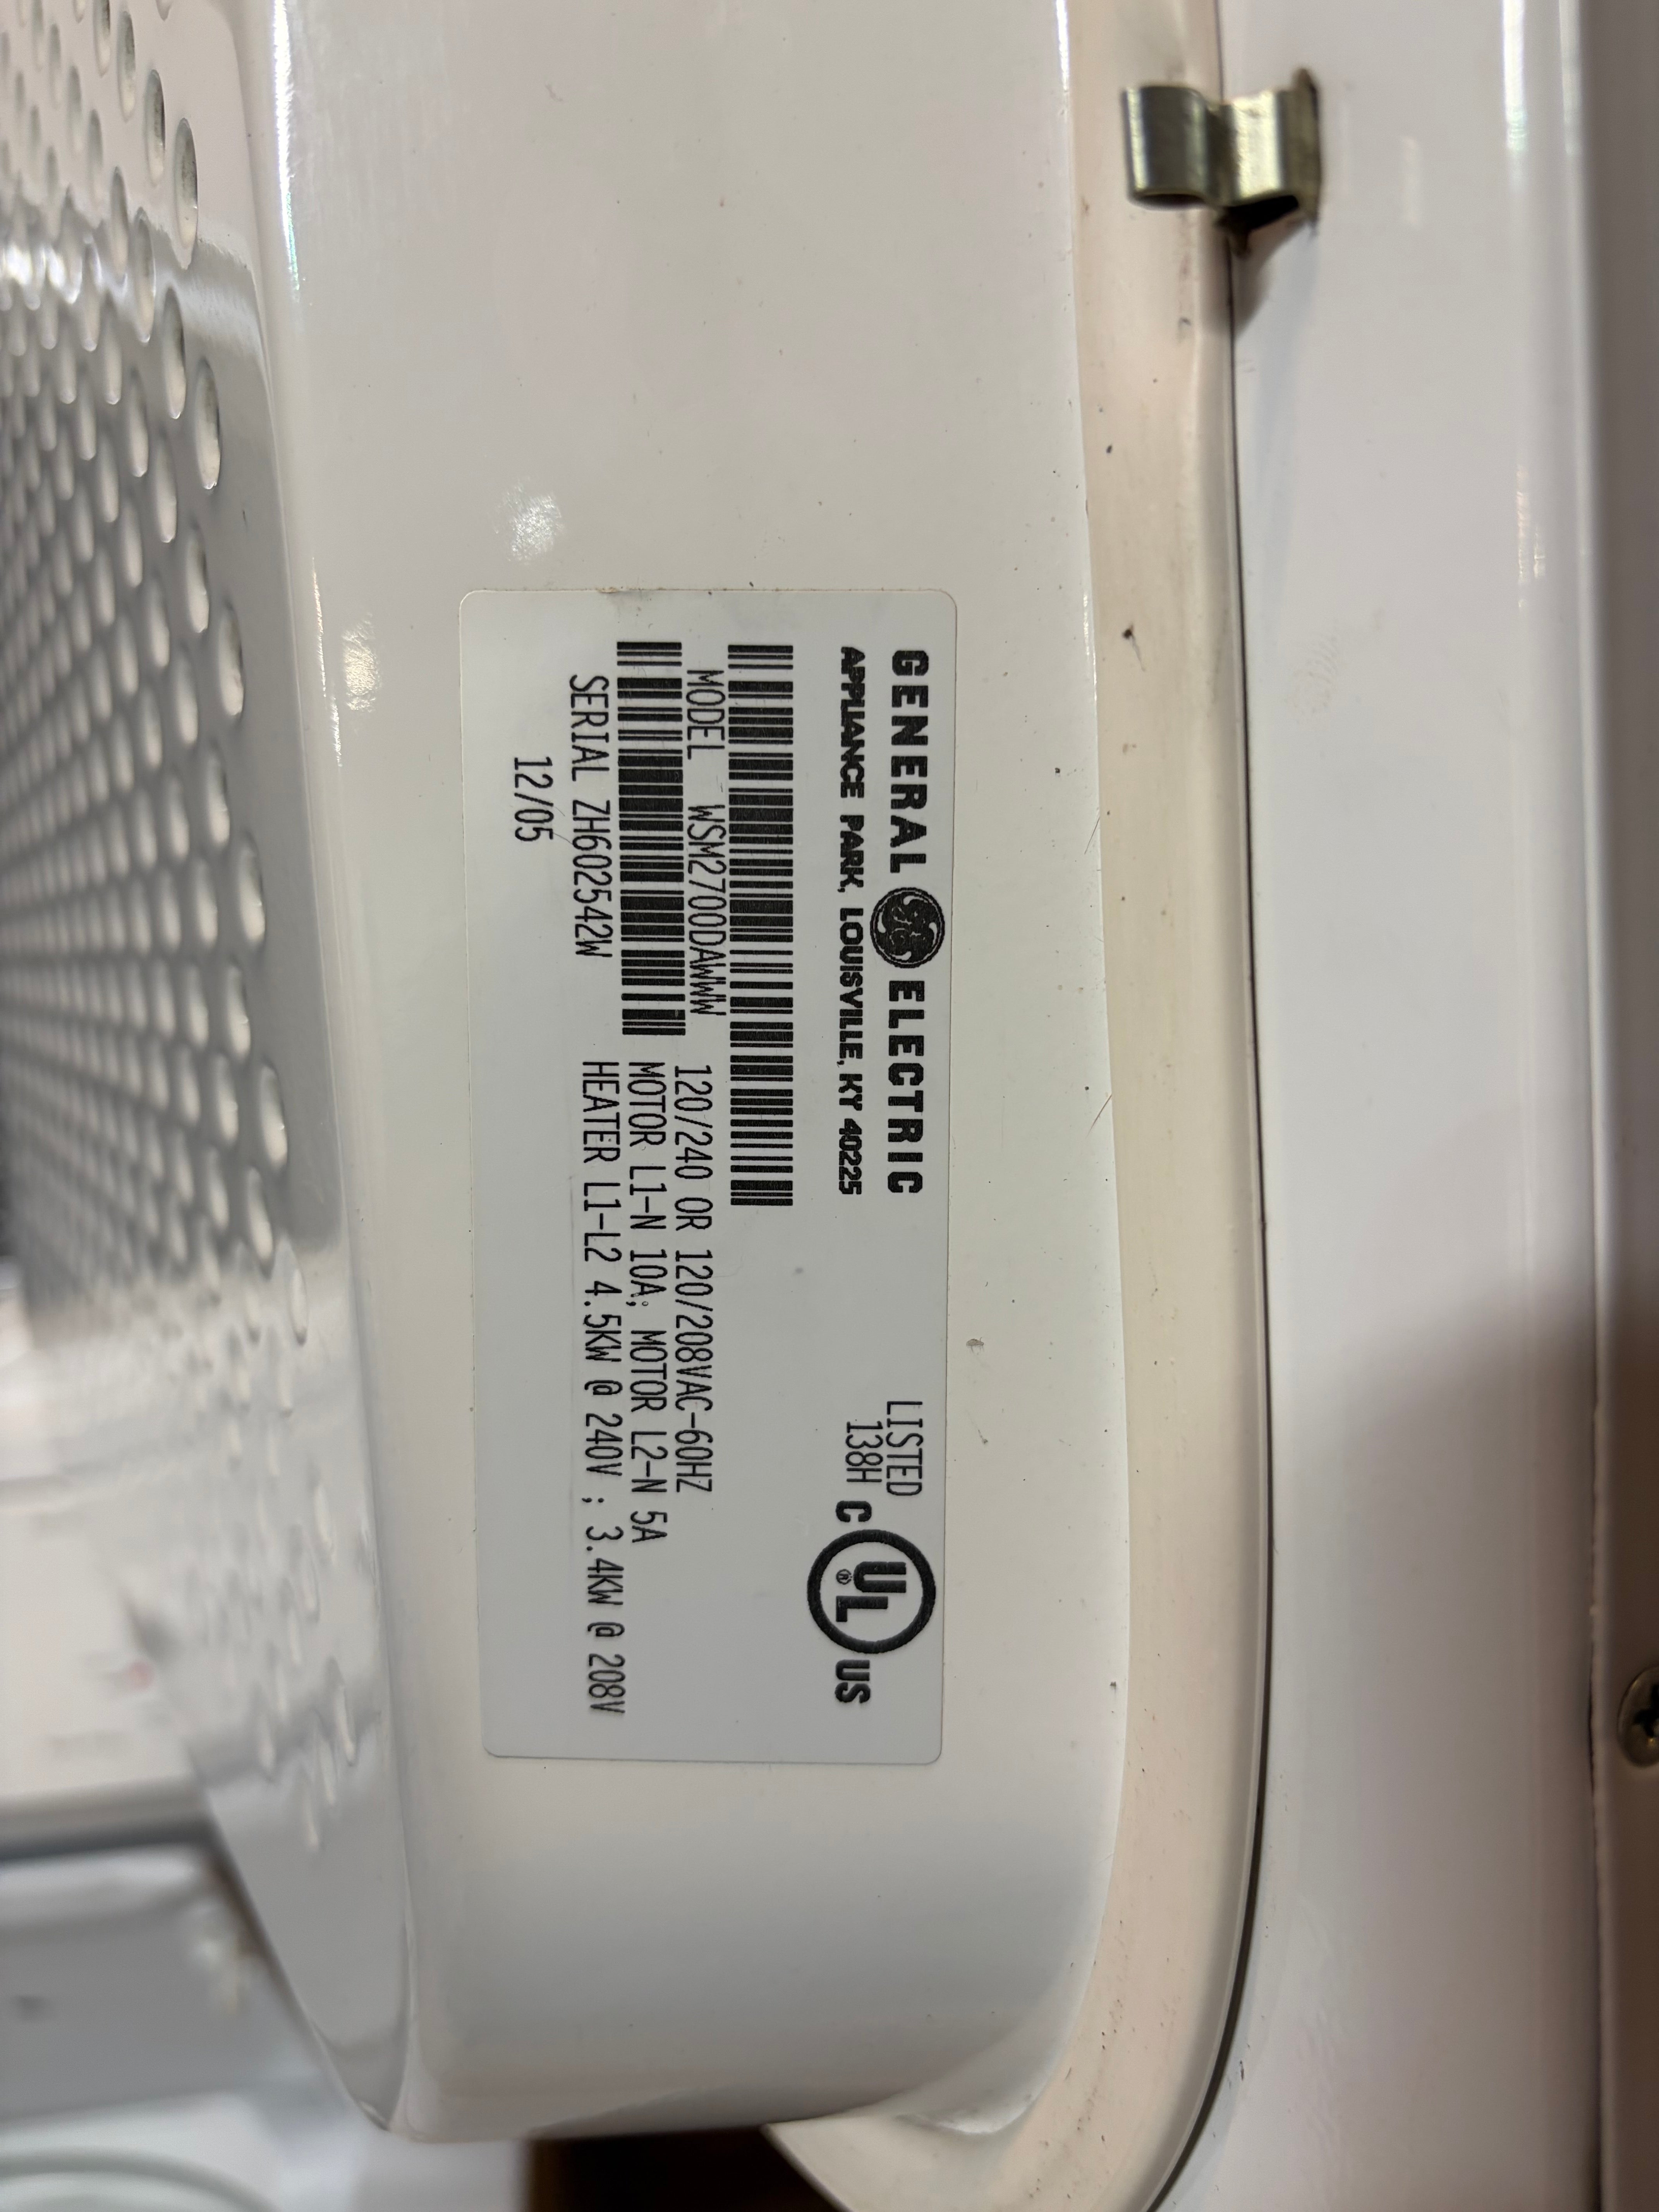 GENERAL ELECTRIC
APPLIANCE PARK, LOUISVILLE, KY 40225
LISTED
138H
C UL® US
MODEL WSM2700DAWWW
SERIAL ZH602542W
12/05
120/240 OR 120/208VAC-60HZ
MOTOR L1-N 10A; MOTOR L2-N 5A
HEATER L1-L2 4.5KW @ 240V ; 3.4KW @ 208V